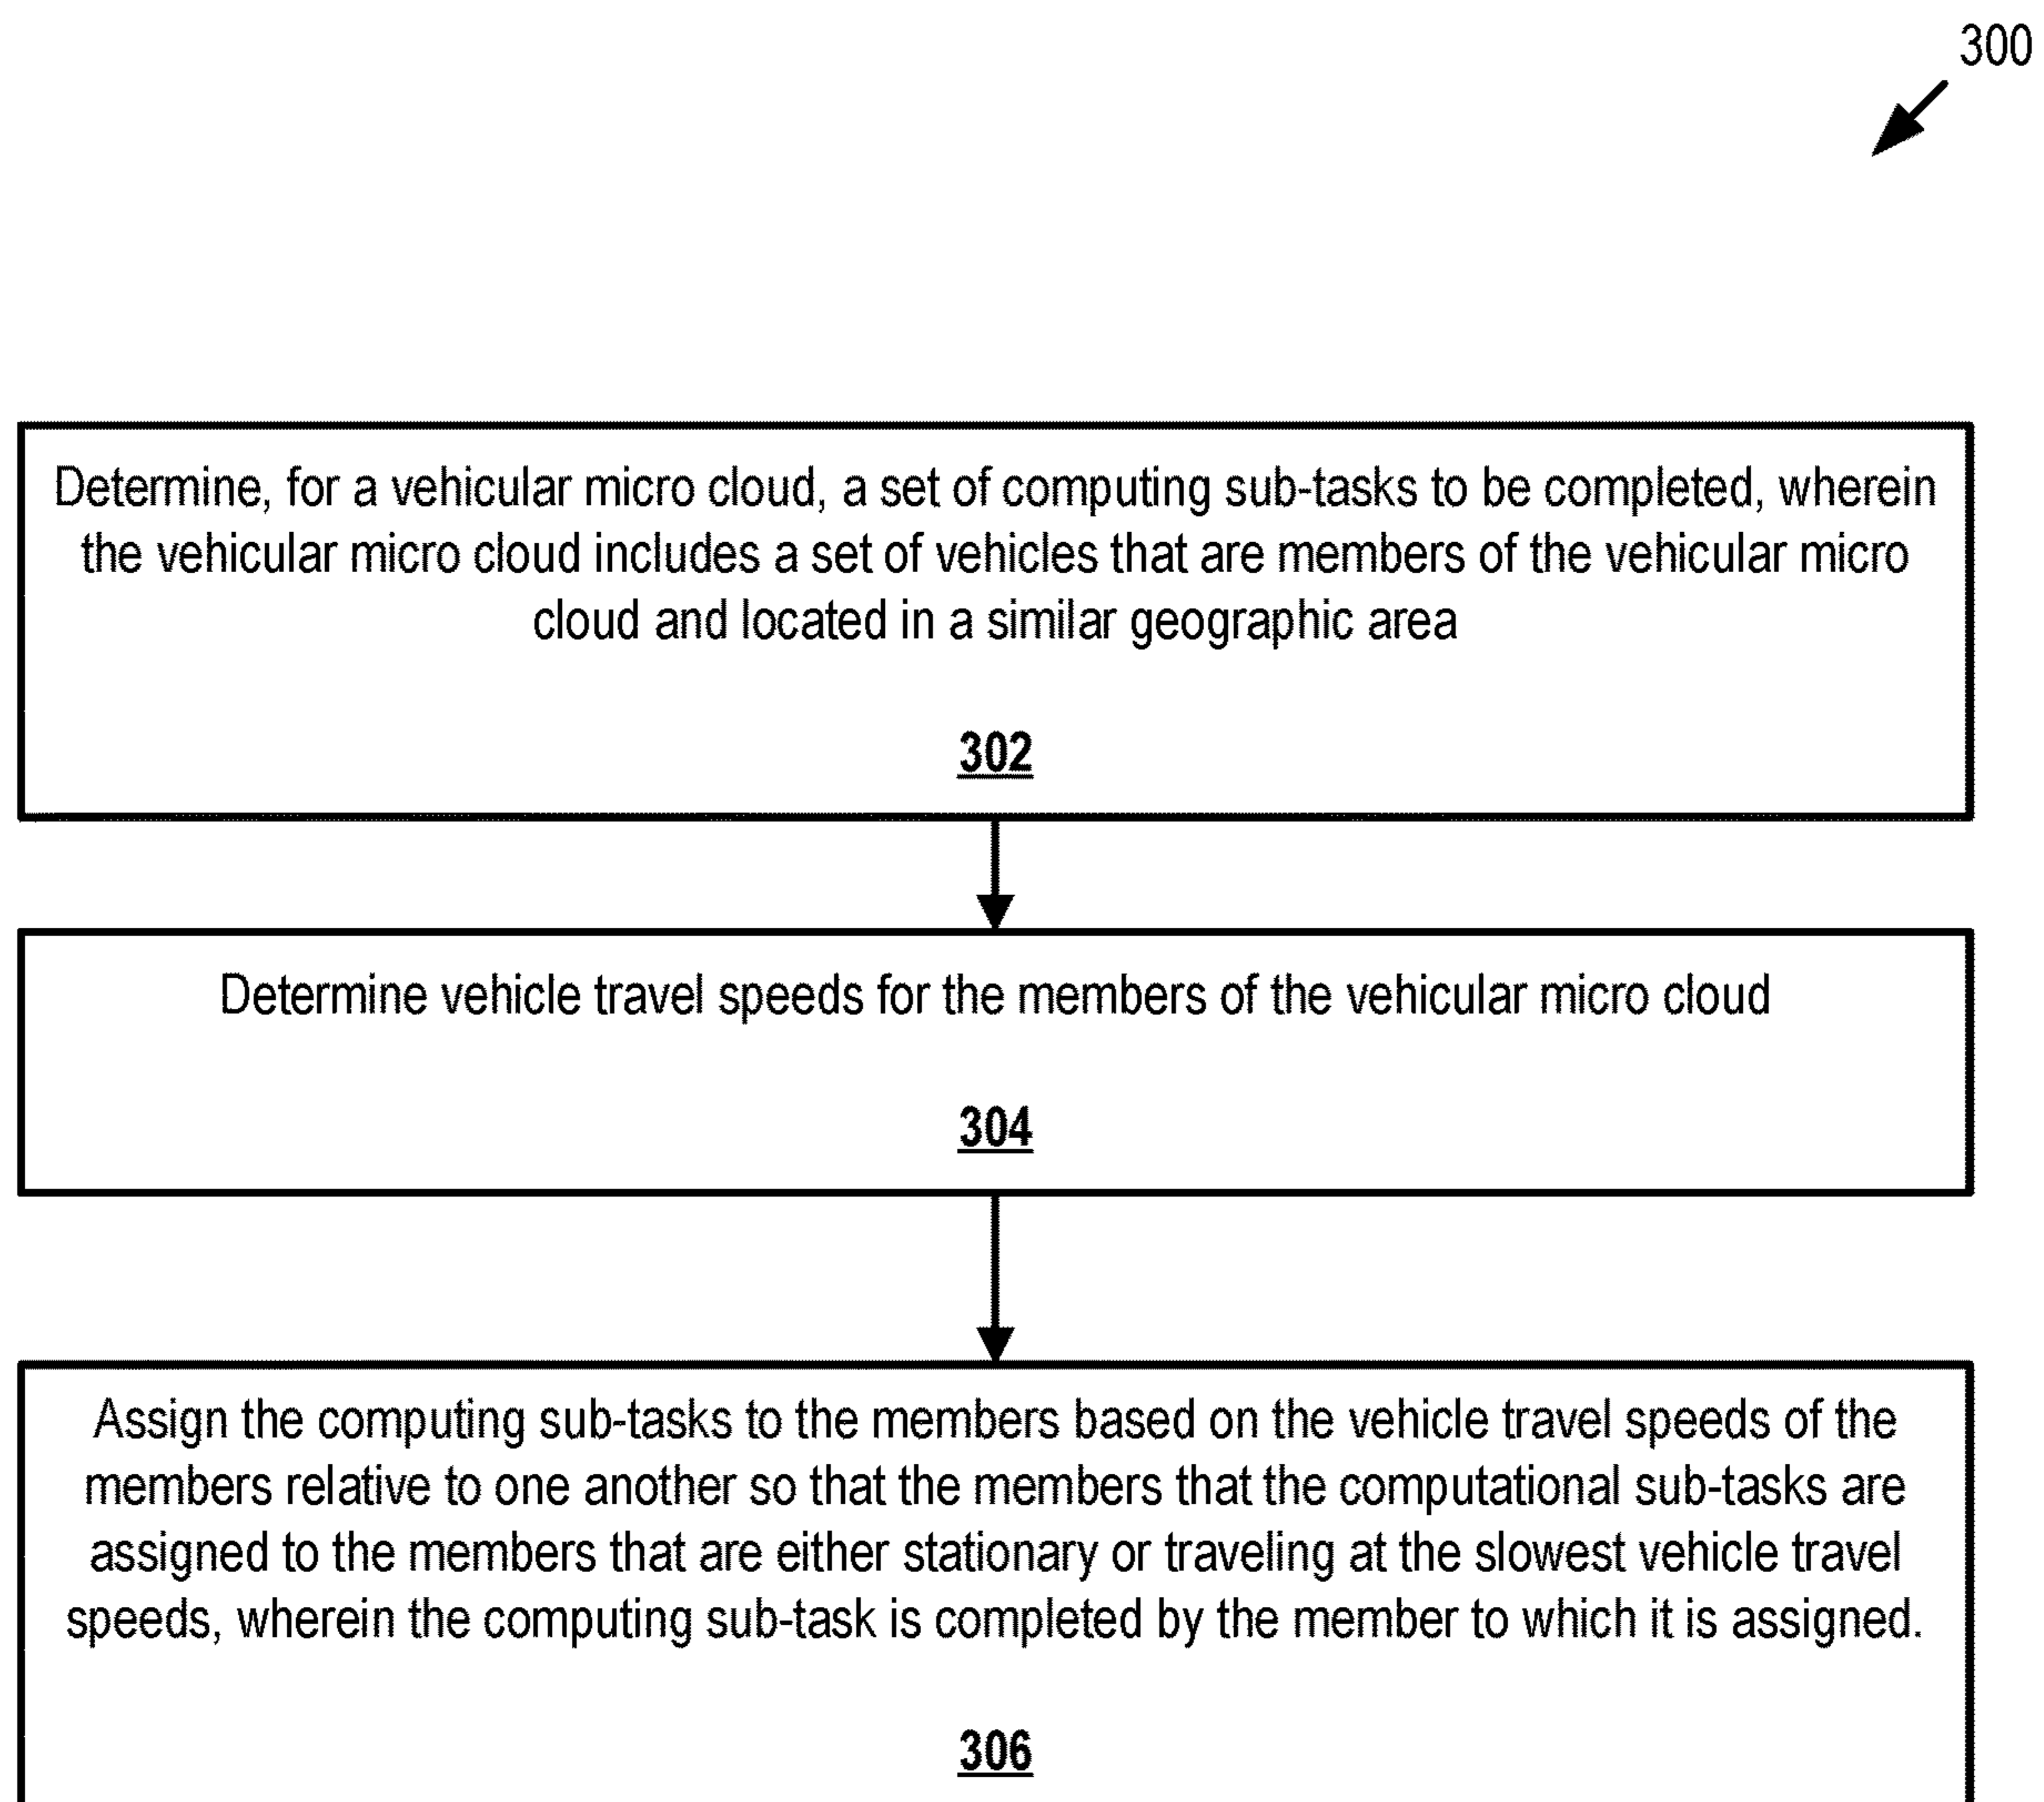 300
Determine, for a vehicular micro cloud, a set of computing sub-tasks to be completed, wherein
the vehicular micro cloud includes a set of vehicles that are members of the vehicular micro
cloud and located in a similar geographic area
302
Determine vehicle travel speeds for the members of the vehicular micro cloud
304
Assign the computing sub-tasks to the members based on the vehicle travel speeds of the
members relative to one another so that the members that the computational sub-tasks are
assigned to the members that are either stationary or traveling at the slowest vehicle travel
speeds, wherein the computing sub-task is completed by the member to which it is assigned.
306